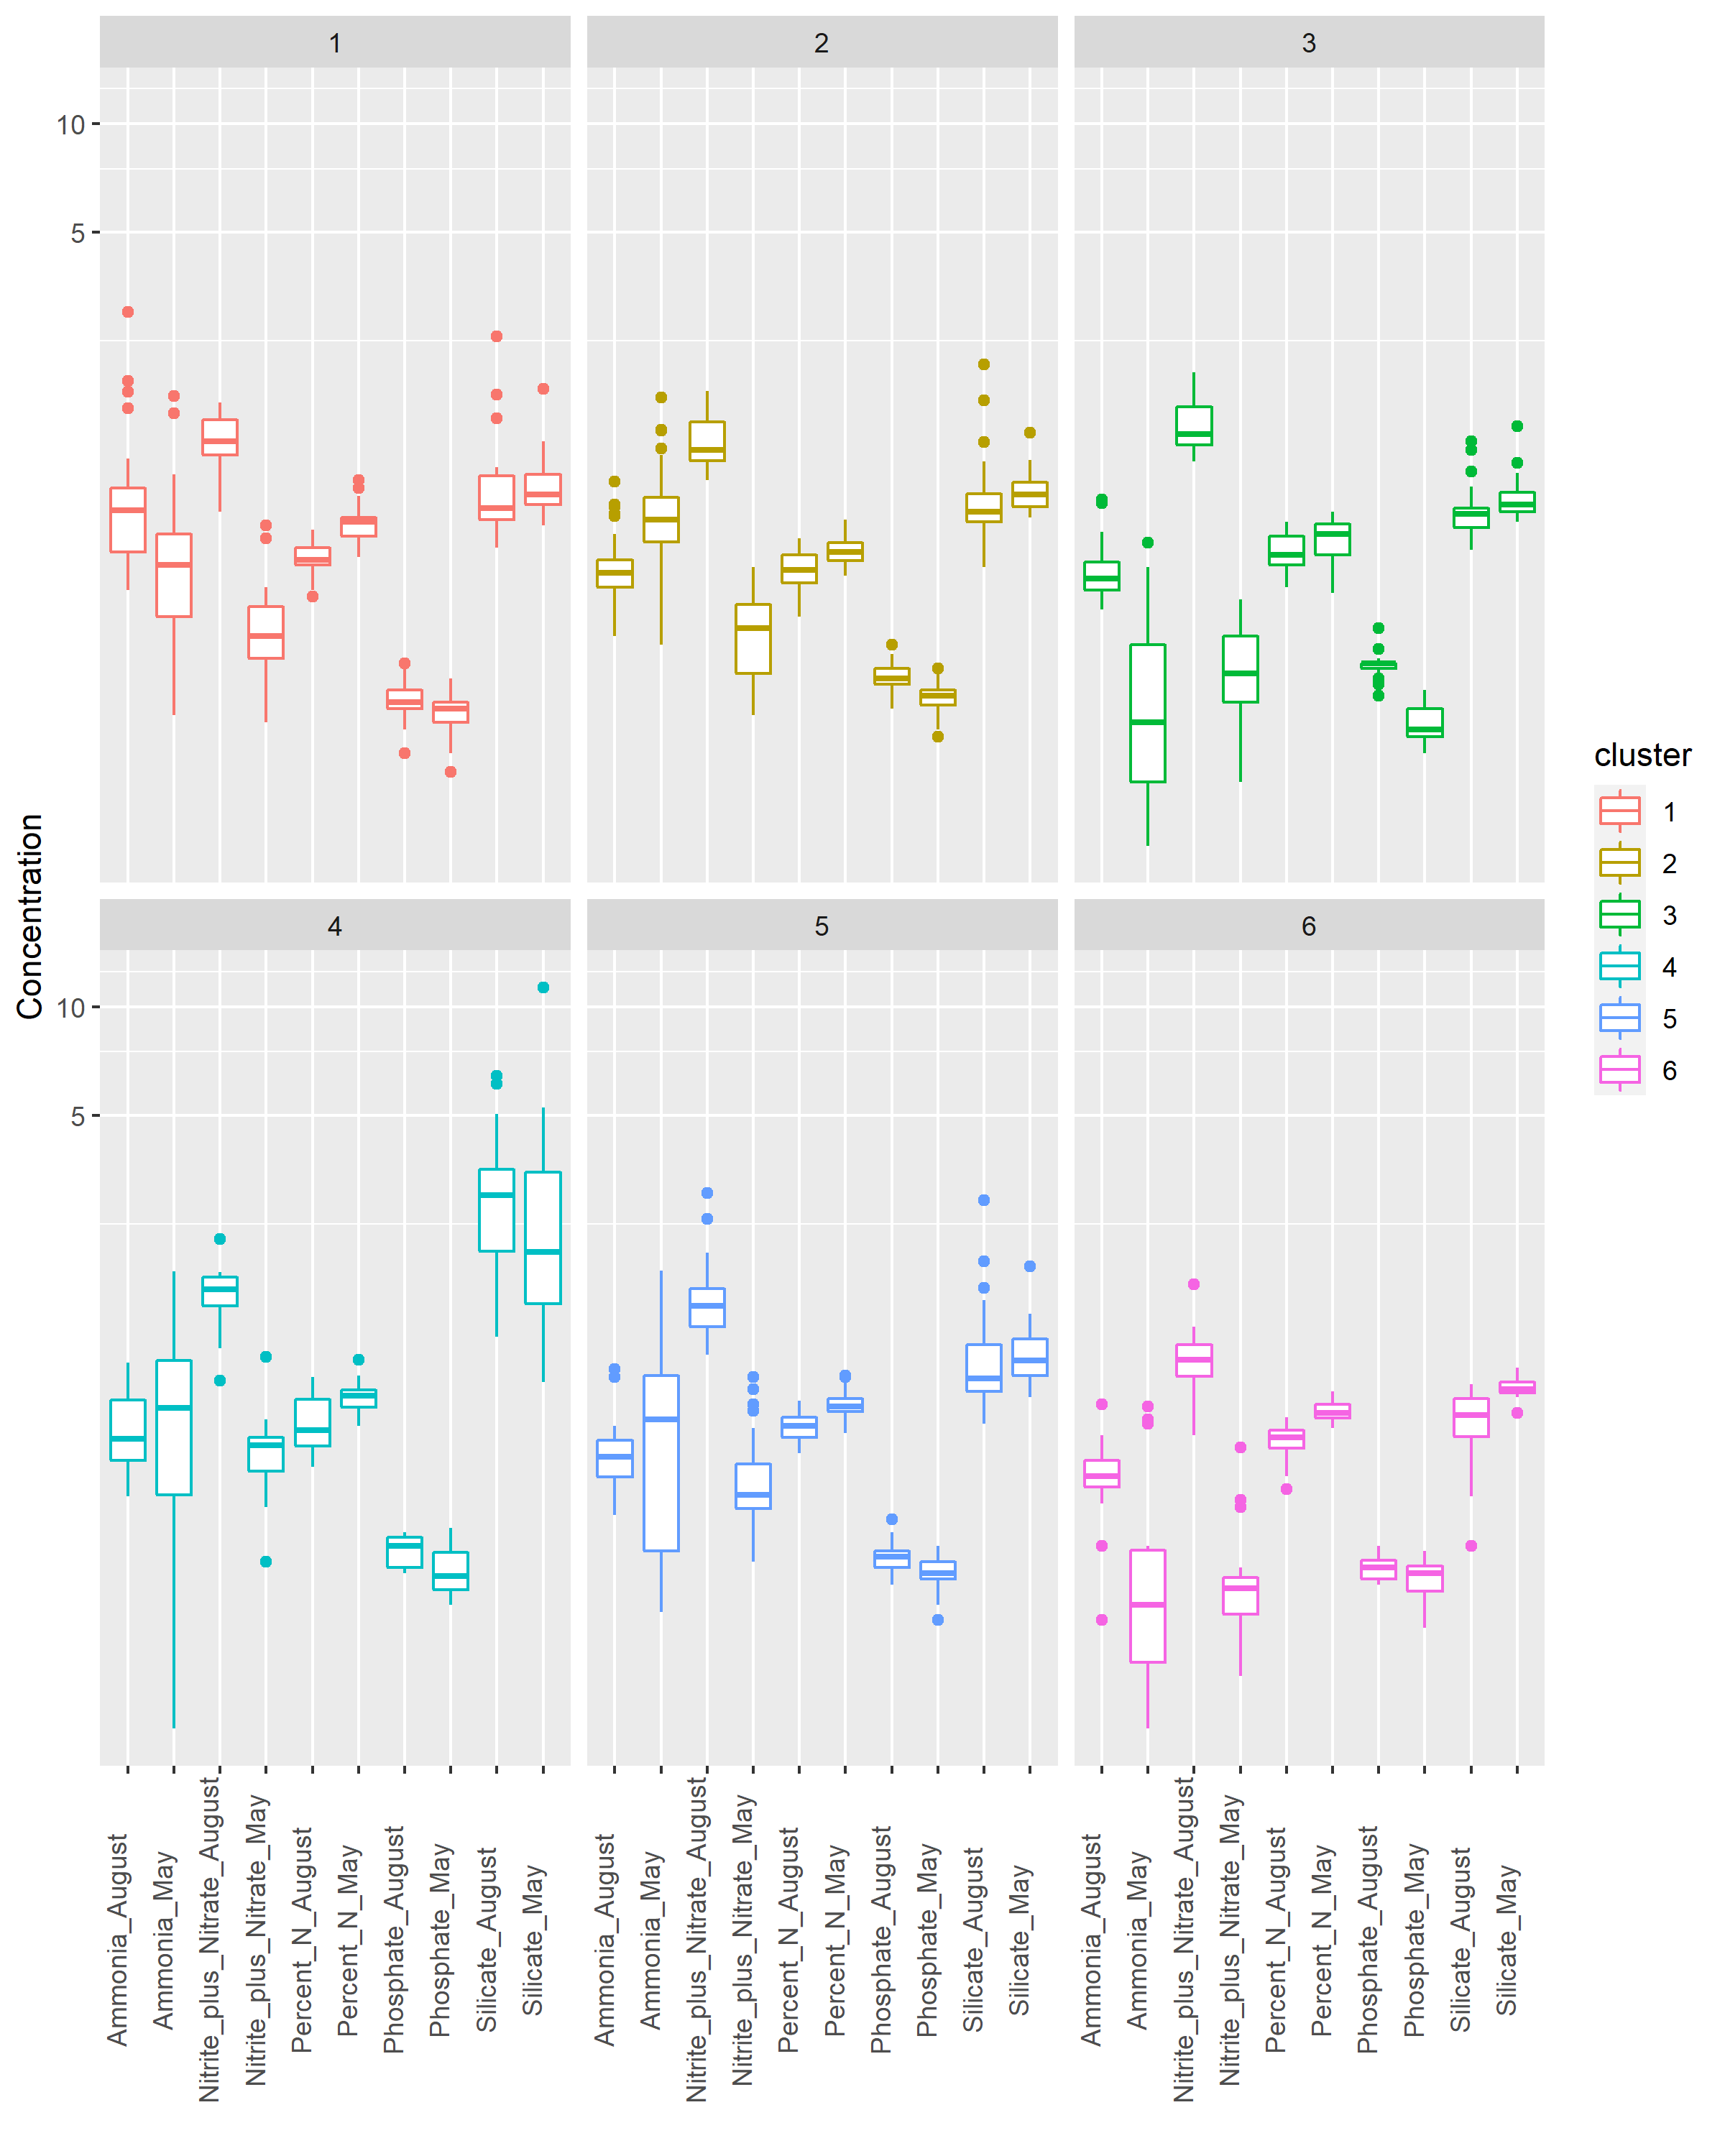 1
2
3
10
5
4
5
6
10
5
Concentration
cluster
1
2
3
4
5
6
Ammonia_August
Ammonia_May
Nitrite_plus_Nitrate_August
Nitrite_plus_Nitrate_May
Percent_N_August
Percent_N_May
Phosphate_August
Phosphate_May
Silicate_August
Silicate_May
Ammonia_August
Ammonia_May
Nitrite_plus_Nitrate_August
Nitrite_plus_Nitrate_May
Percent_N_August
Percent_N_May
Phosphate_August
Phosphate_May
Silicate_August
Silicate_May
Ammonia_August
Ammonia_May
Nitrite_plus_Nitrate_August
Nitrite_plus_Nitrate_May
Percent_N_August
Percent_N_May
Phosphate_August
Phosphate_May
Silicate_August
Silicate_May